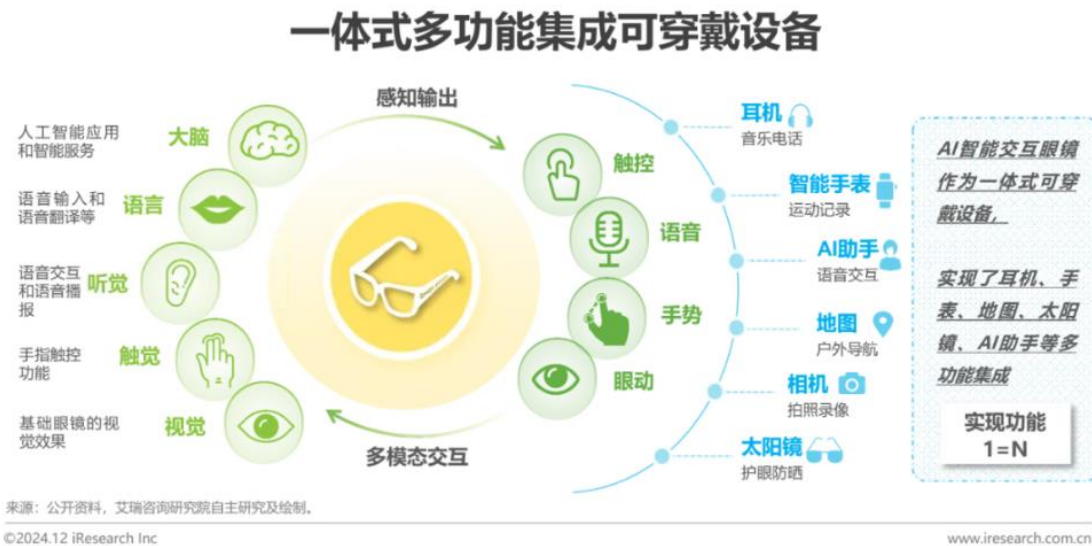 一体式多功能集成可穿戴设备
感知输出
人工智能应用
和智能服务
大脑
语音输入和
语音翻译等
语言
语音交互
和语音播
报
听觉
手指触控
功能
触觉
基础眼镜的视
觉效果
视觉
多模态交互
触控
语音
手势
眼动
耳机
音乐电话
智能手表
运动记录
AI助手
语音交互
地图
户外导航
相机
拍照录像
太阳镜
护眼防晒
AI智能交互眼镜
作为一体式可穿
戴设备,
实现了耳机、手
表、地图、太阳
镜、AI助手等多
功能集成
实现功能
1=N
来源：公开资料，艾瑞咨询研究院自主研究及绘制。
©2024.12 iResearch Inc
www.iresearch.com.cn